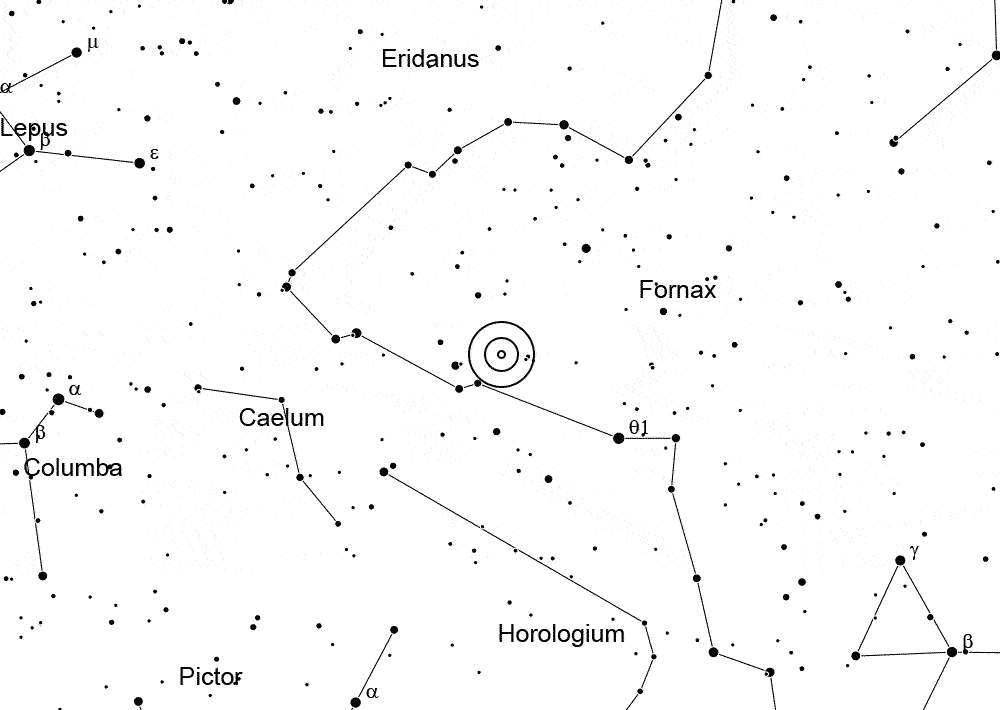 μ
Eridanus
α
Lepus
β
ε
Fornax
α
Caelum
θ1
β
Columba
γ
Horologium
β
Pictor
α